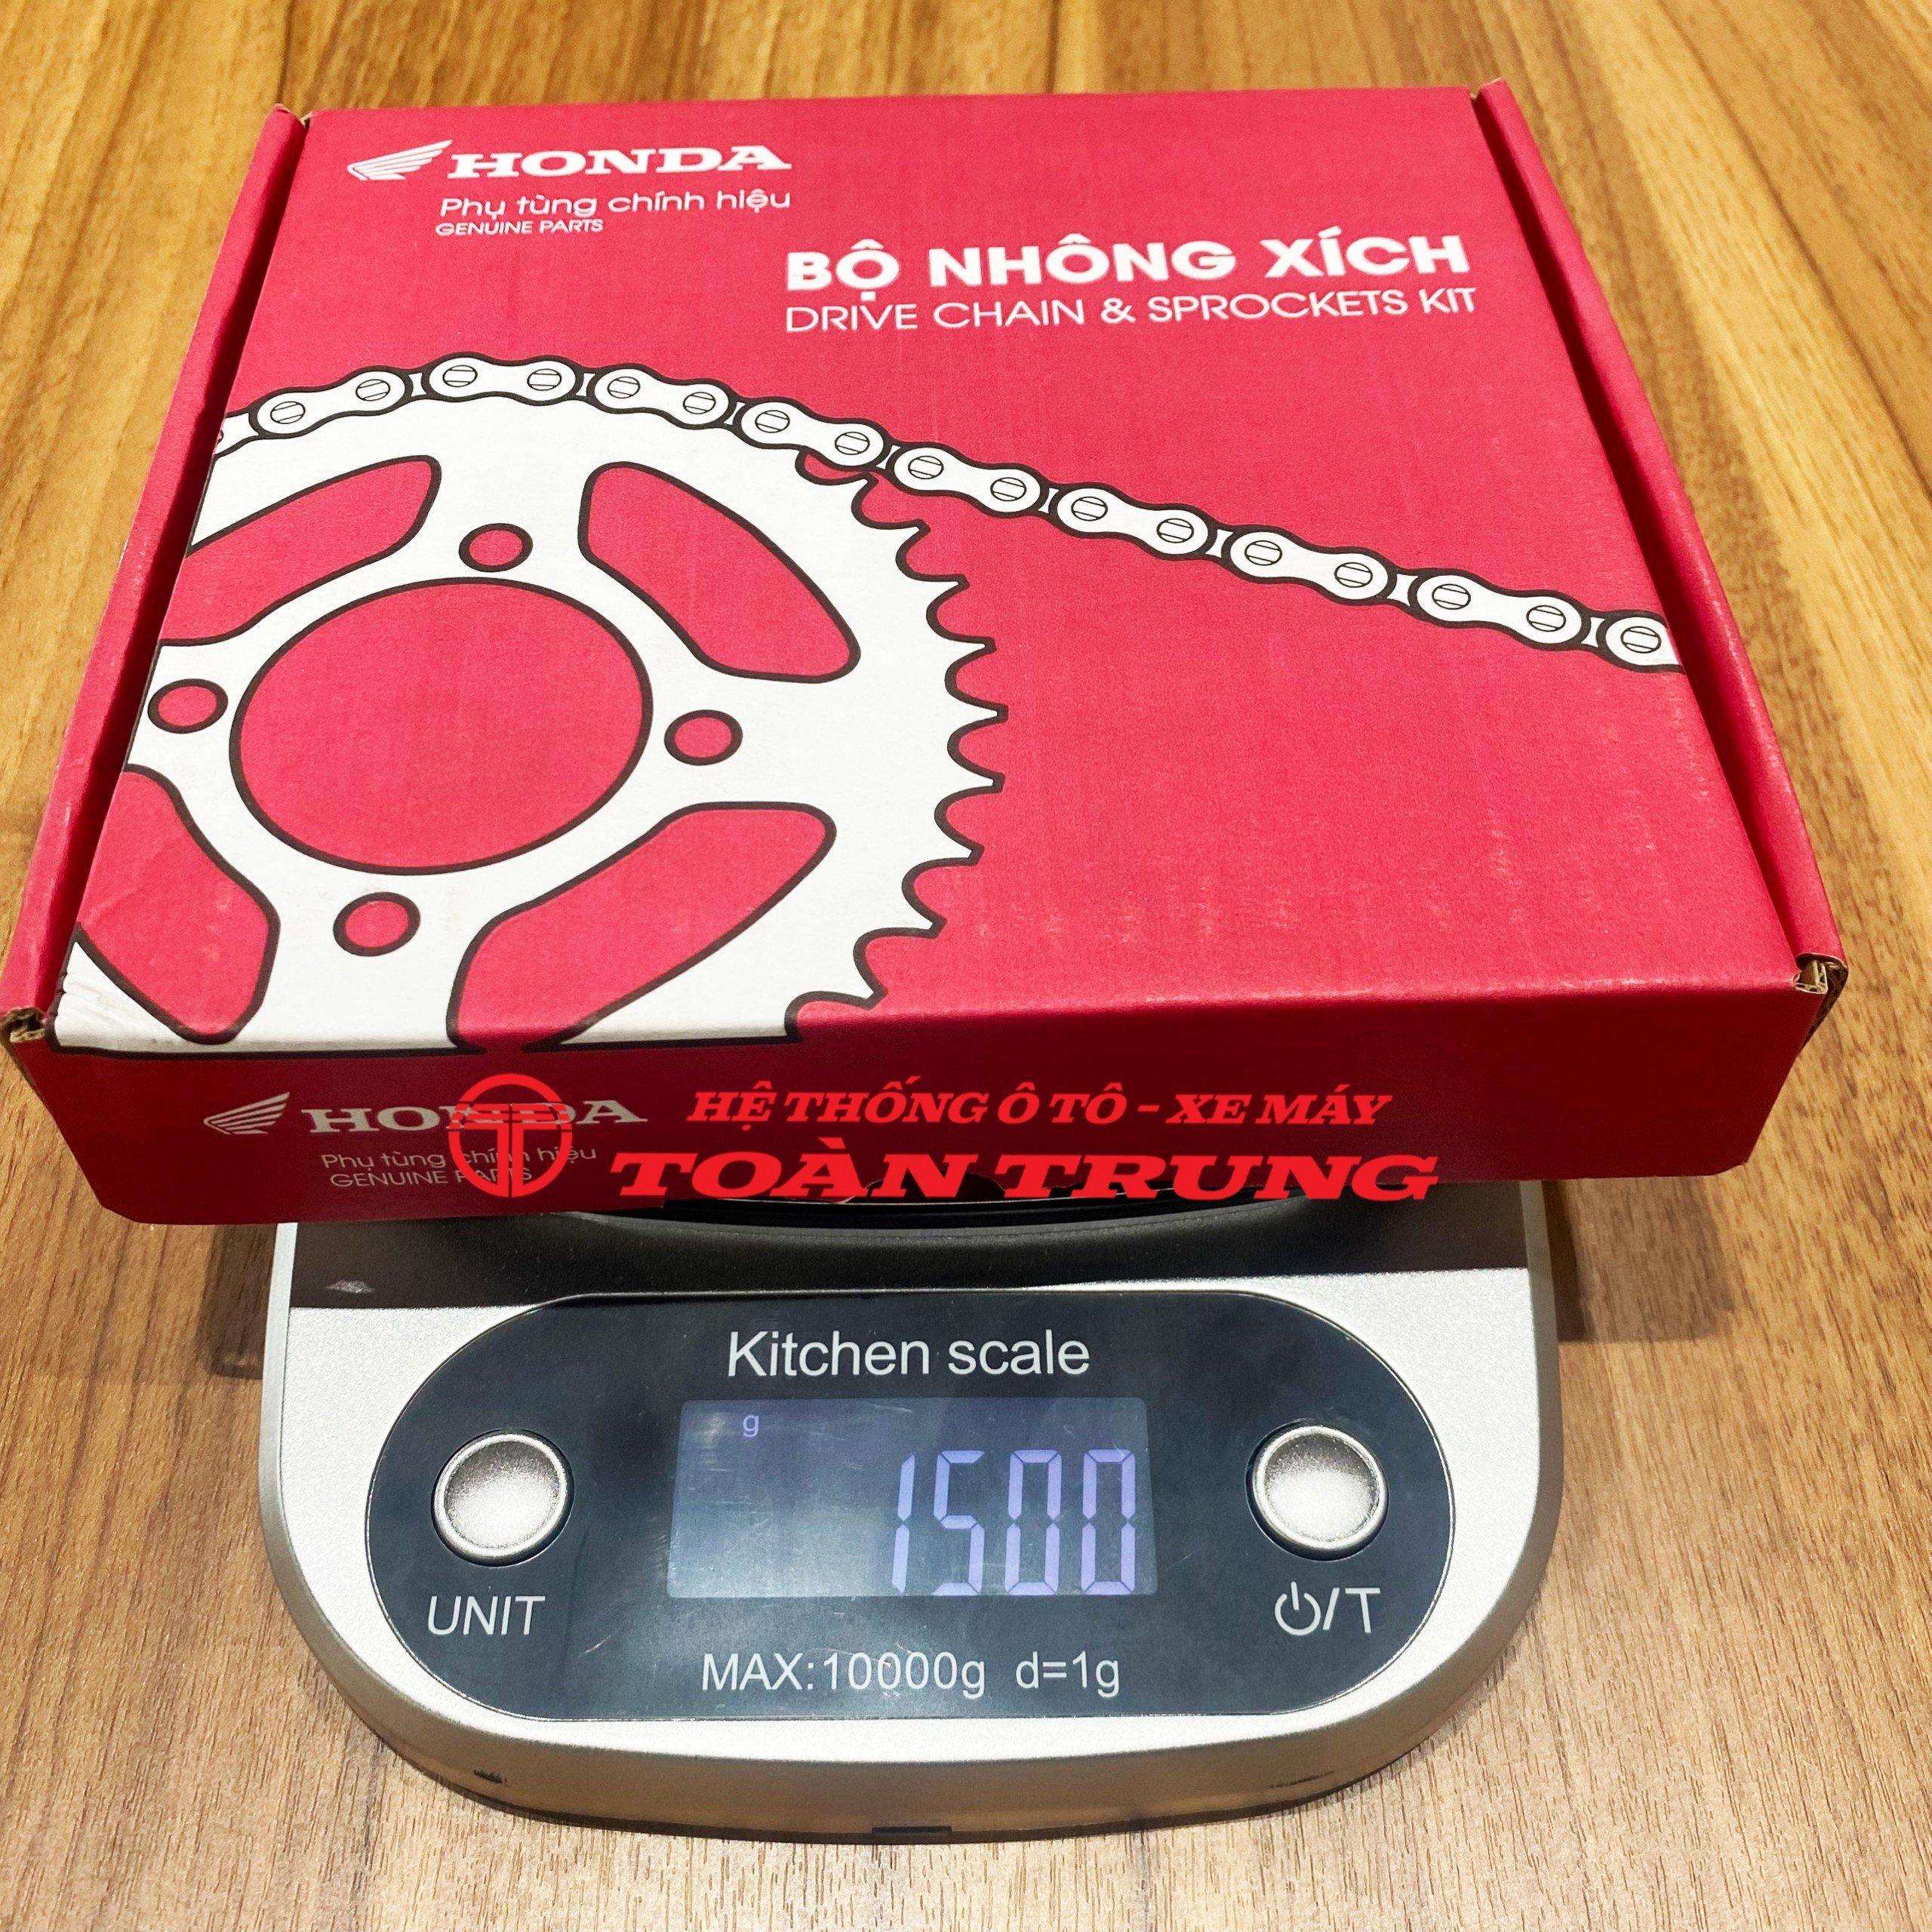 HONDA
Phụ tùng chính hiệu
GENUINE PARTS
BỘ NHÔNG XÍCH
DRIVE CHAIN & SPROCKETS KIT
HONDA
Phụ tùng chính hiệu
GENUINE PARTS
HỆ THỐNG Ô TÔ - XE MÁY
TOÀN TRUNG
Kitchen scale
g
1500
UNIT
/T
MAX:10000g d=1g